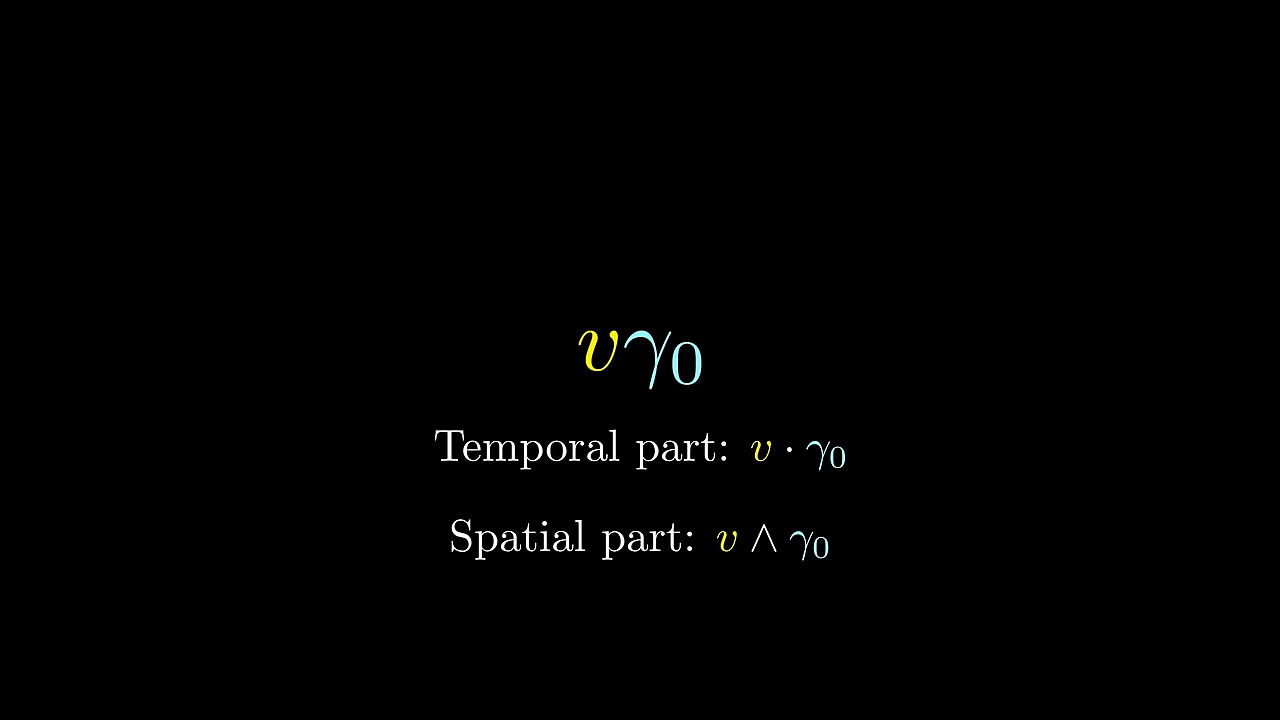 vγ₀
Temporal part: v · γ₀
Spatial part: v ∧ γ₀